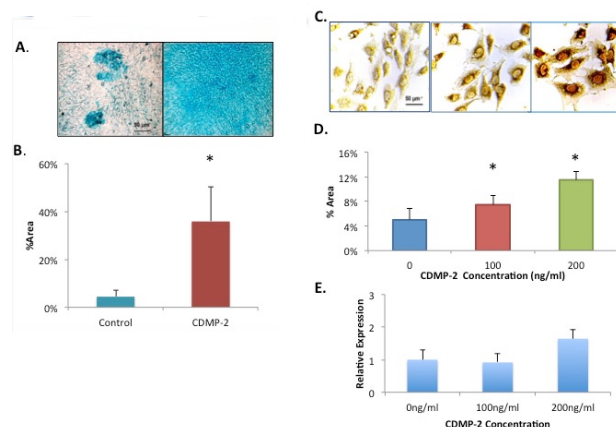 A.
50 µm
B.
60%
40%
20%
0%
%Area
*
Control
CDMP-2
C.
50 µm
D.
16%
12%
8%
4%
0%
% Area
*
*
0
100
200
CDMP-2 Concentration (ng/ml)
E.
3
2
1
0
Relative Expression
0ng/ml
100ng/ml
200ng/ml
CDMP-2 Concentration